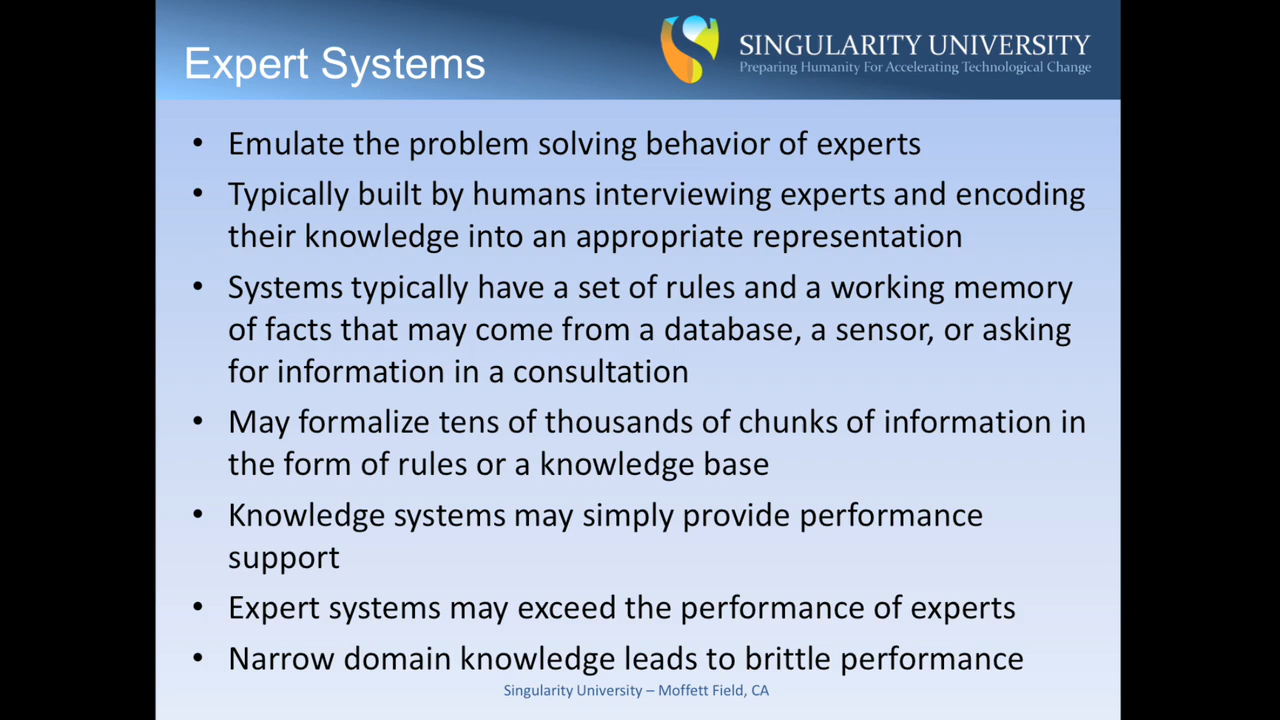 Expert Systems
SINGULARITY UNIVERSITY
Preparing Humanity For Accelerating Technological Change
• Emulate the problem solving behavior of experts
• Typically built by humans interviewing experts and encoding
their knowledge into an appropriate representation
• Systems typically have a set of rules and a working memory
of facts that may come from a database, a sensor, or asking
for information in a consultation
• May formalize tens of thousands of chunks of information in
the form of rules or a knowledge base
• Knowledge systems may simply provide performance
support
• Expert systems may exceed the performance of experts
• Narrow domain knowledge leads to brittle performance
Singularity University – Moffett Field, CA